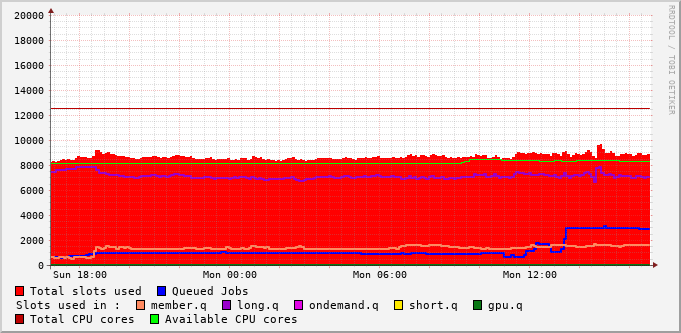 20000
18000
16000
14000
12000
10000
8000
6000
4000
2000
0
Sun 18:00 Mon 00:00 Mon 06:00 Mon 12:00
RRDTOOL / TOBI OETIKER
Total slots used Queued Jobs
Slots used in : member.q long.q ondemand.q short.q gpu.q
Total CPU cores Available CPU cores